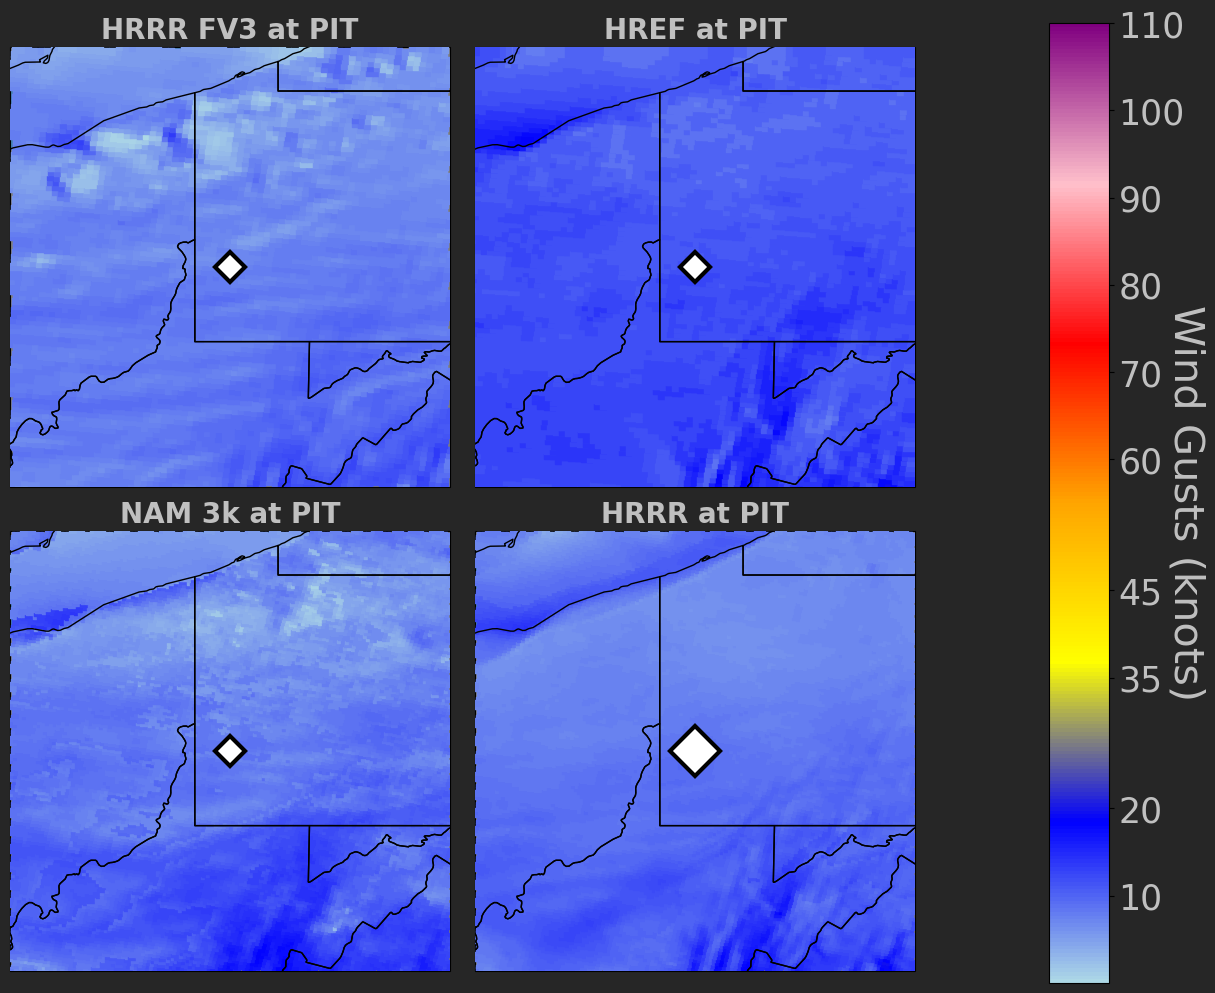 HRRR FV3 at PIT
HREF at PIT
NAM 3k at PIT
HRRR at PIT
110
100
90
80
70
60
45
35
20
10
Wind Gusts (knots)